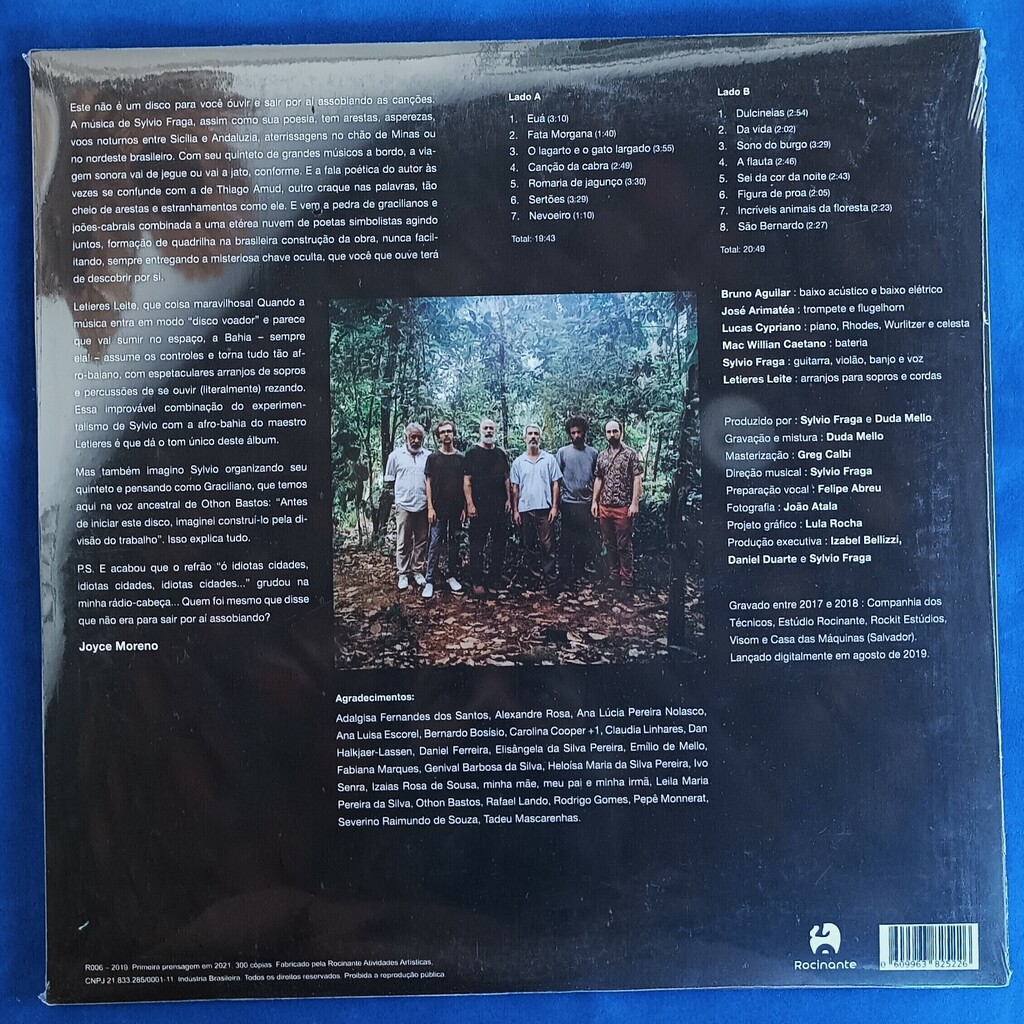 Este não é um disco para você ouvir e sair por aí assobiando as canções.
A música de Sylvio Fraga, assim como sua poesia, tem arestas, asperezas,
voos noturnos entre Sicília e Andaluzia, aterrissagens no chão de Minas ou
no nordeste brasileiro. Com seu quinteto de grandes músicos a bordo, a via-
gem sonora vai de jegue ou vai a jato, conforme. E a fala poética do autor às
vezes se confunde com a de Thiago Amud, outro craque nas palavras, tão
cheio de arestas e estranhamentos como ele. E vem a pedra de gracilianos e
joões-cabrais combinada a uma etérea nuvem de poetas simbolistas agindo
juntos, formação de quadrilha na brasileira construção da obra, nunca facil-
itando, sempre entregando a misteriosa chave oculta, que você que ouve terá
de descobrir por si.
Letieres Leite, que coisa maravilhosa! Quando a
música entra em modo “disco voador” e parece
que vai sumir no espaço, a Bahia – sempre
ela! – assume os controles e torna tudo tão af-
ro-baiano, com espetaculares arranjos de sopros
e percussões de se ouvir (literalmente) rezando.
Essa improvável combinação do experimen-
talismo de Sylvio com a afro-bahia do maestro
Letieres é que dá o tom único deste álbum.
Mas também imagino Sylvio organizando seu
quinteto e pensando como Graciliano, que temos
aqui na voz ancestral de Othon Bastos: “Antes
de iniciar este disco, imaginei construí-lo pela di-
visão do trabalho”. Isso explica tudo.
P.S. E acabou que o refrão “ó idiotas cidades,
idiotas cidades, idiotas cidades...” grudou na
minha rádio-cabeça... Quem foi mesmo que disse
que não era para sair por aí assobiando?
Joyce Moreno
Lado A
1. Euá (3:10)
2. Fata Morgana (1:40)
3. O lagarto e o gato largado (3:55)
4. Canção da cabra (2:49)
5. Romaria de jagunço (3:30)
6. Sertões (3:29)
7. Nevoeiro (1:10)
Total: 19:43
Lado B
1. Dulcineias (2:54)
2. Da vida (2:02)
3. Sono do burgo (3:29)
4. A flauta (2:46)
5. Sei da cor da noite (2:43)
6. Figura de proa (2:05)
7. Incríveis animais da floresta (2:23)
8. São Bernardo (2:27)
Total: 20:49
Bruno Aguilar : baixo acústico e baixo elétrico
José Arimatéa : trompete e flugelhorn
Lucas Cypriano : piano, Rhodes, Wurlitzer e celesta
Mac Willian Caetano : bateria
Sylvio Fraga : guitarra, violão, banjo e voz
Letieres Leite : arranjos para sopros e cordas
Produzido por : Sylvio Fraga e Duda Mello
Gravação e mistura : Duda Mello
Masterização : Greg Calbi
Direção musical : Sylvio Fraga
Preparação vocal : Felipe Abreu
Fotografia : João Atala
Projeto gráfico : Lula Rocha
Produção executiva : Izabel Bellizzi,
Daniel Duarte e Sylvio Fraga
Gravado entre 2017 e 2018 : Companhia dos
Técnicos, Estúdio Rocinante, Rockit Estúdios,
Visom e Casa das Máquinas (Salvador).
Lançado digitalmente em agosto de 2019.
Agradecimentos:
Adalgisa Fernandes dos Santos, Alexandre Rosa, Ana Lúcia Pereira Nolasco,
Ana Luisa Escorel, Bernardo Bosísio, Carolina Cooper +1, Claudia Linhares, Dan
Halkjaer-Lassen, Daniel Ferreira, Elisângela da Silva Pereira, Emílio de Mello,
Fabiana Marques, Genival Barbosa da Silva, Heloísa Maria da Silva Pereira, Ivo
Senra, Izaias Rosa de Sousa, minha mãe, meu pai e minha irmã, Leila Maria
Pereira da Silva, Othon Bastos, Rafael Lando, Rodrigo Gomes, Pepê Monnerat,
Severino Raimundo de Souza, Tadeu Mascarenhas.
R006 – 2019. Primeira prensagem em 2021. 300 cópias. Fabricado pela Rocinante Atividades Artísticas,
CNPJ 21.833.285/0001-11. Indústria Brasileira. Todos os direitos reservados. Proibida a reprodução pública.
Rocinante
0 609963 825226